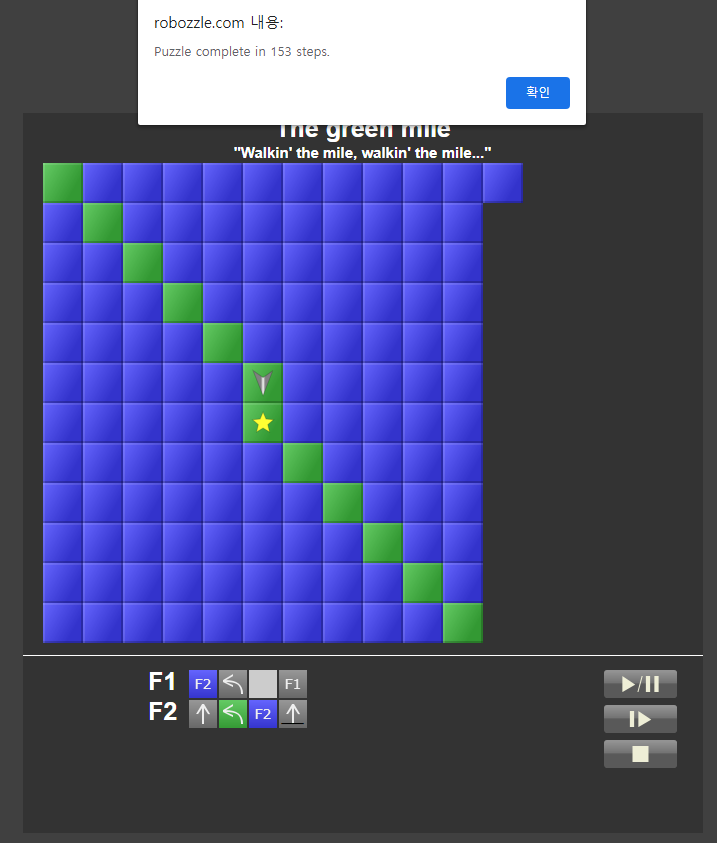 robozzle.com 내용:
Puzzle complete in 153 steps.
확인
The green mile
"Walkin' the mile, walkin' the mile..."
F1 F2 F1
F2 F2